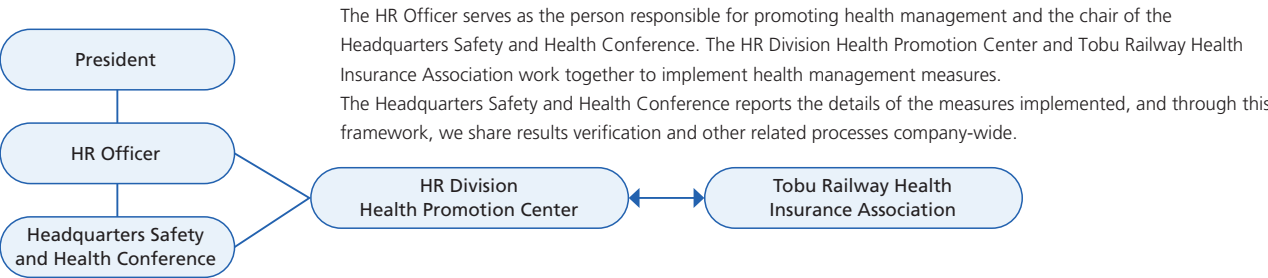 The HR Officer serves as the person responsible for promoting health management and the chair of the
Headquarters Safety and Health Conference. The HR Division Health Promotion Center and Tobu Railway Health
Insurance Association work together to implement health management measures.
The Headquarters Safety and Health Conference reports the details of the measures implemented, and through this
framework, we share results verification and other related processes company-wide.
President
HR Officer
Headquarters Safety
and Health Conference
HR Division
Health Promotion Center
Tobu Railway Health
Insurance Association